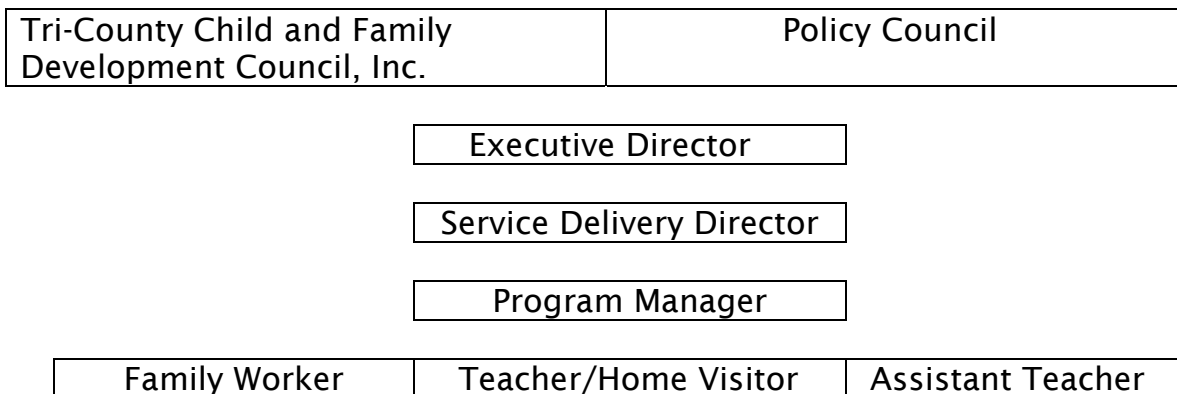 Tri-County Child and Family
Development Council, Inc.
Policy Council
Executive Director
Service Delivery Director
Program Manager
Family Worker
Teacher/Home Visitor
Assistant Teacher